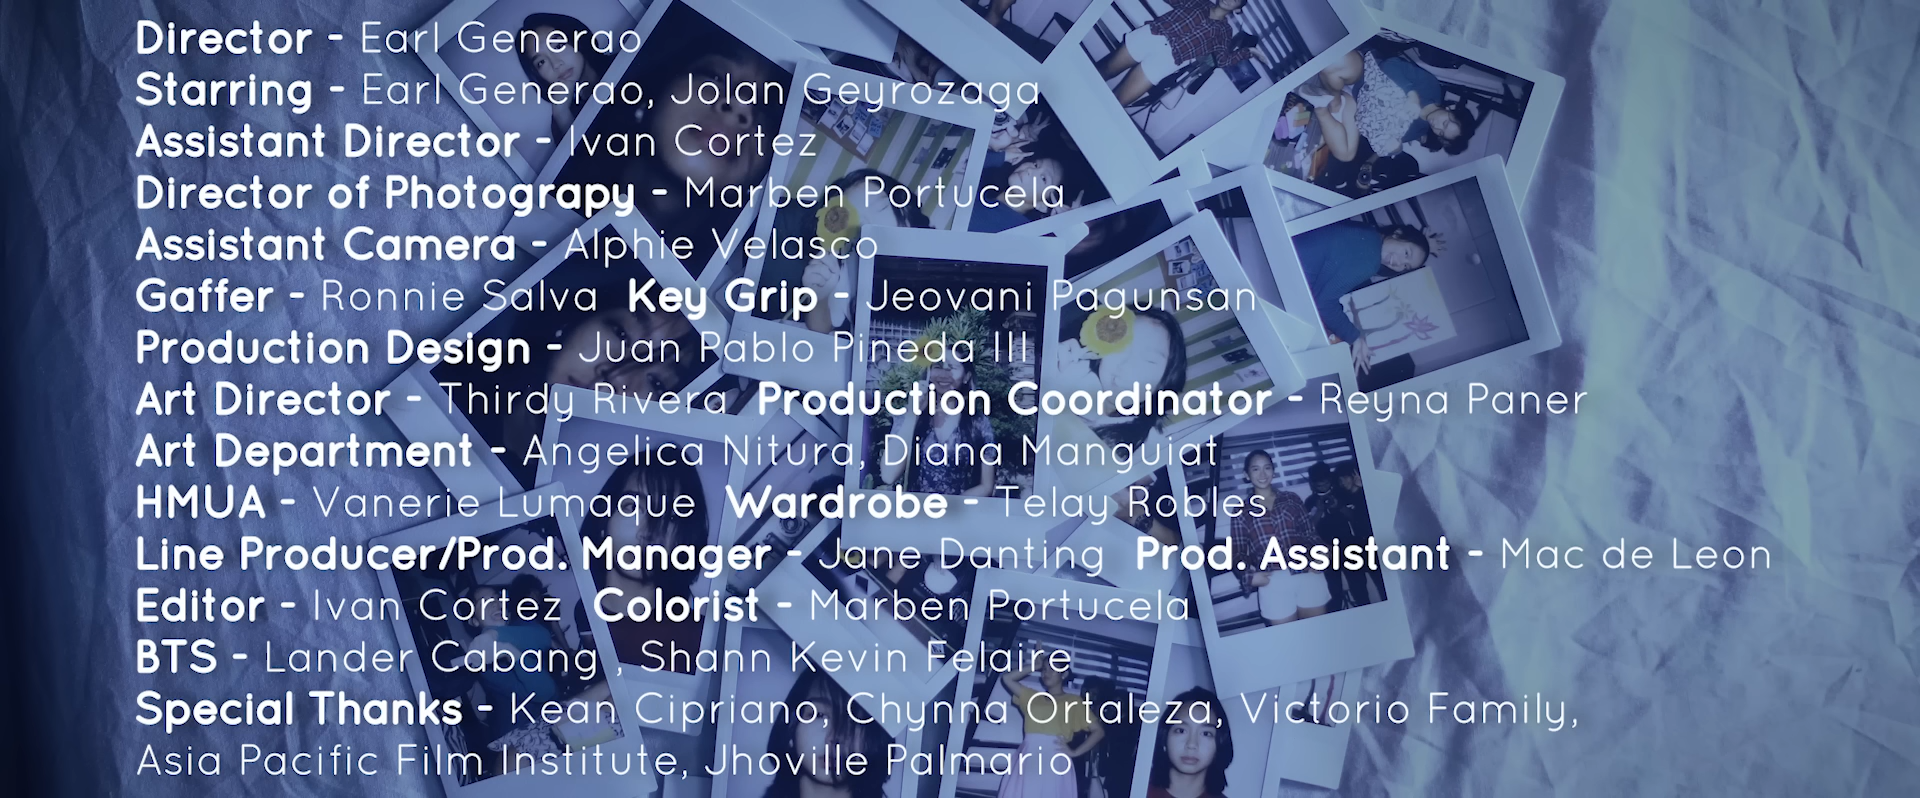 Director - Earl Generao
Starring - Earl Generao, Jolan Geyrozaga
Assistant Director - Ivan Cortez
Director of Photograpy - Marben Portucela
Assistant Camera - Alphie Velasco
Gaffer - Ronnie Salva Key Grip - Jeovani Pagunsan
Production Design - Juan Pablo Pineda III
Art Director - Thirdy Rivera Production Coordinator - Reyna Paner
Art Department - Angelica Nitura, Diana Manguiat
HMUA - Vanerie Lumaque Wardrobe - Telay Robles
Line Producer/Prod. Manager - Jane Danting Prod. Assistant - Mac de Leon
Editor - Ivan Cortez Colorist - Marben Portucela
BTS - Lander Cabang , Shann Kevin Felaire
Special Thanks - Kean Cipriano, Chynna Ortaleza, Victorio Family,
Asia Pacific Film Institute, Jhoville Palmario